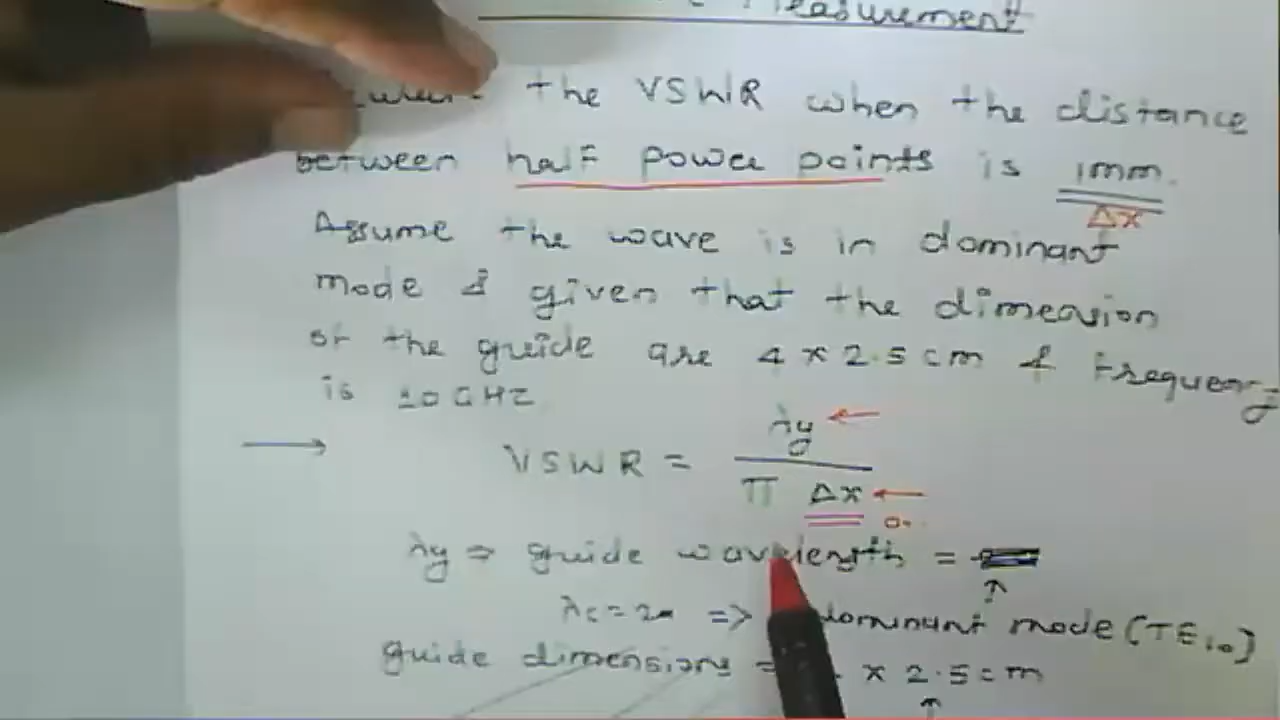 Measurement
the VSWR when the distance
between half power points is 1mm.
Δx
Assume the wave is in dominant
mode & given that the dimension
of the guide are 4 x 2.5 cm & frequency
is 10 GHz
VSWR = λg / π Δx
λg => guide wavelength =
λc = 2a => dominant mode (TE10)
guide dimensions = x 2.5 cm